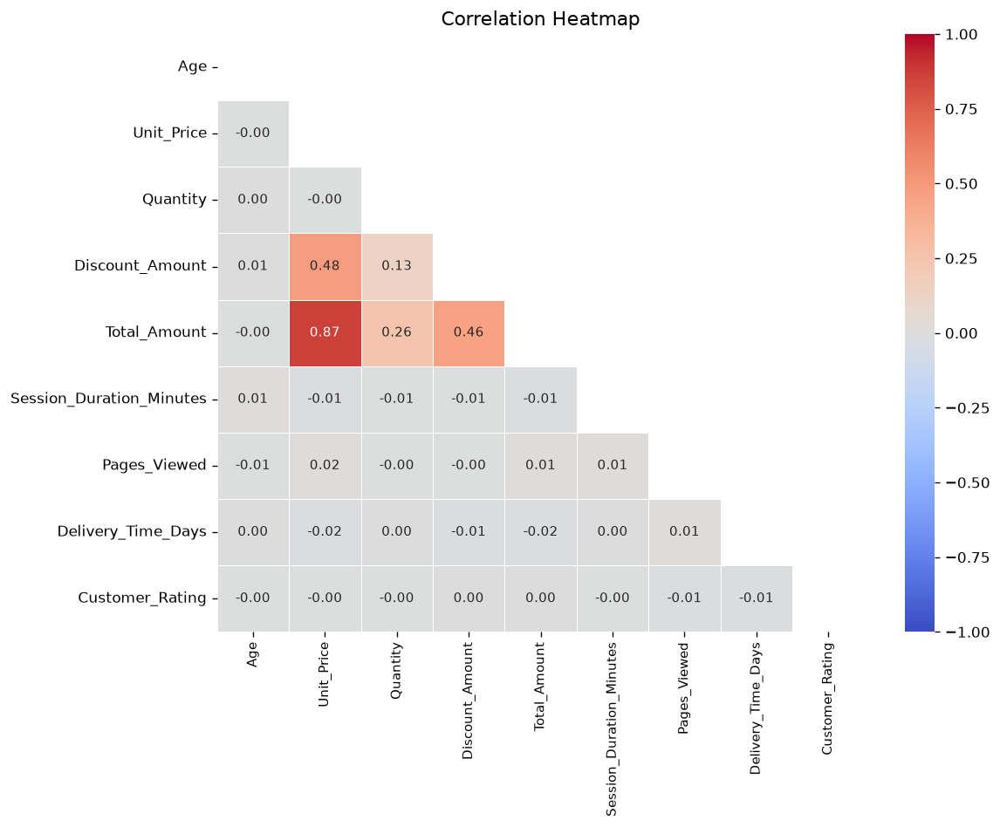 Correlation Heatmap
Age
Unit_Price -0.00
Quantity 0.00 -0.00
Discount_Amount 0.01 0.48 0.13
Total_Amount -0.00 0.87 0.26 0.46
Session_Duration_Minutes 0.01 -0.01 -0.01 -0.01 -0.01
Pages_Viewed -0.01 0.02 -0.00 -0.00 0.01 0.01
Delivery_Time_Days 0.00 -0.02 0.00 -0.01 -0.02 0.00 0.01
Customer_Rating -0.00 -0.00 -0.00 0.00 0.00 -0.00 -0.01 -0.01
Age
Unit_Price
Quantity
Discount_Amount
Total_Amount
Session_Duration_Minutes
Pages_Viewed
Delivery_Time_Days
Customer_Rating
1.00
0.75
0.50
0.25
0.00
−0.25
−0.50
−0.75
−1.00